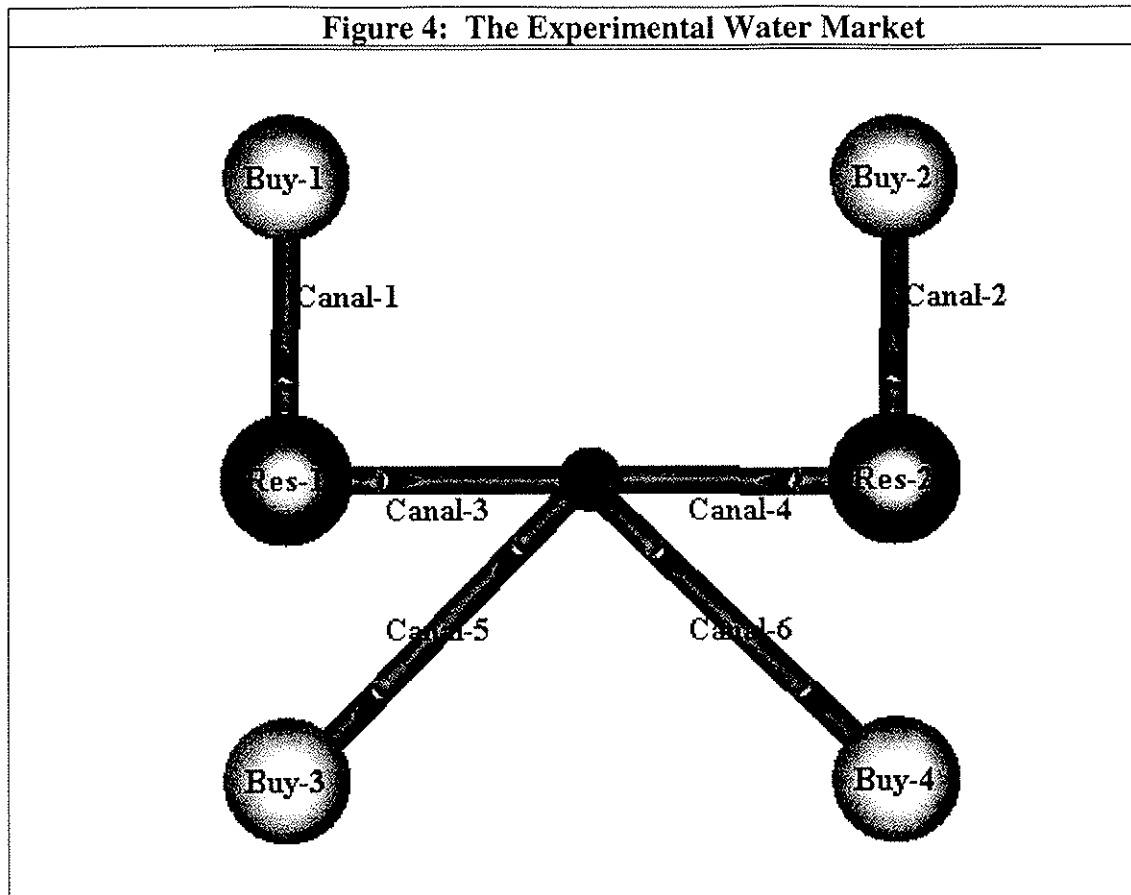 Figure 4: The Experimental Water Market
Buy-1
Buy-2
Canal-1
Canal-2
Res-1
Res-2
Canal-3
Canal-4
Canal-5
Canal-6
Buy-3
Buy-4